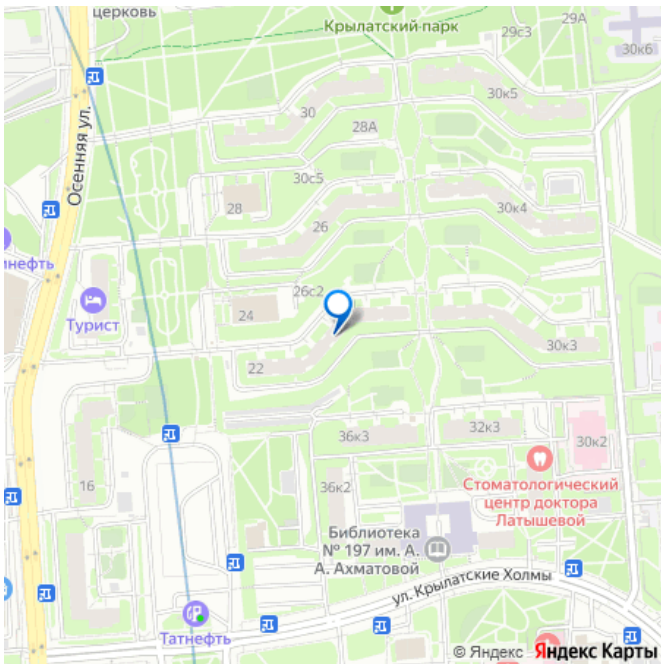 церковь
Крылатский парк
29с3
29А
30к6
30
30к5
28А
Осенняя ул.
30с5
28
26
30к4
инефть
26с2
Турист
24
22
30к3
36к3
32к3
30к2
16
36к2
Стоматологический
центр доктора
Латышевой
Библиотека
№ 197 им. А.
А. Ахматовой
ул. Крылатские Холмы
Татнефть
© Яндекс Яндекс Карты